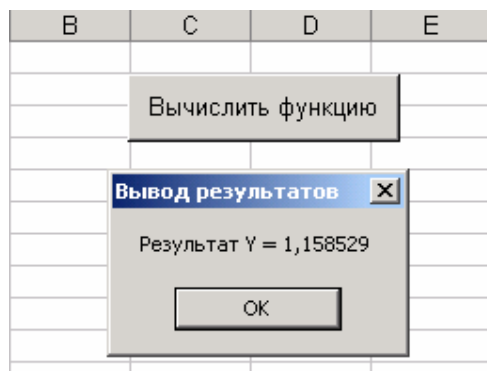 B C D E
Вычислить функцию
Вывод результатов
Результат Y = 1,158529
OK